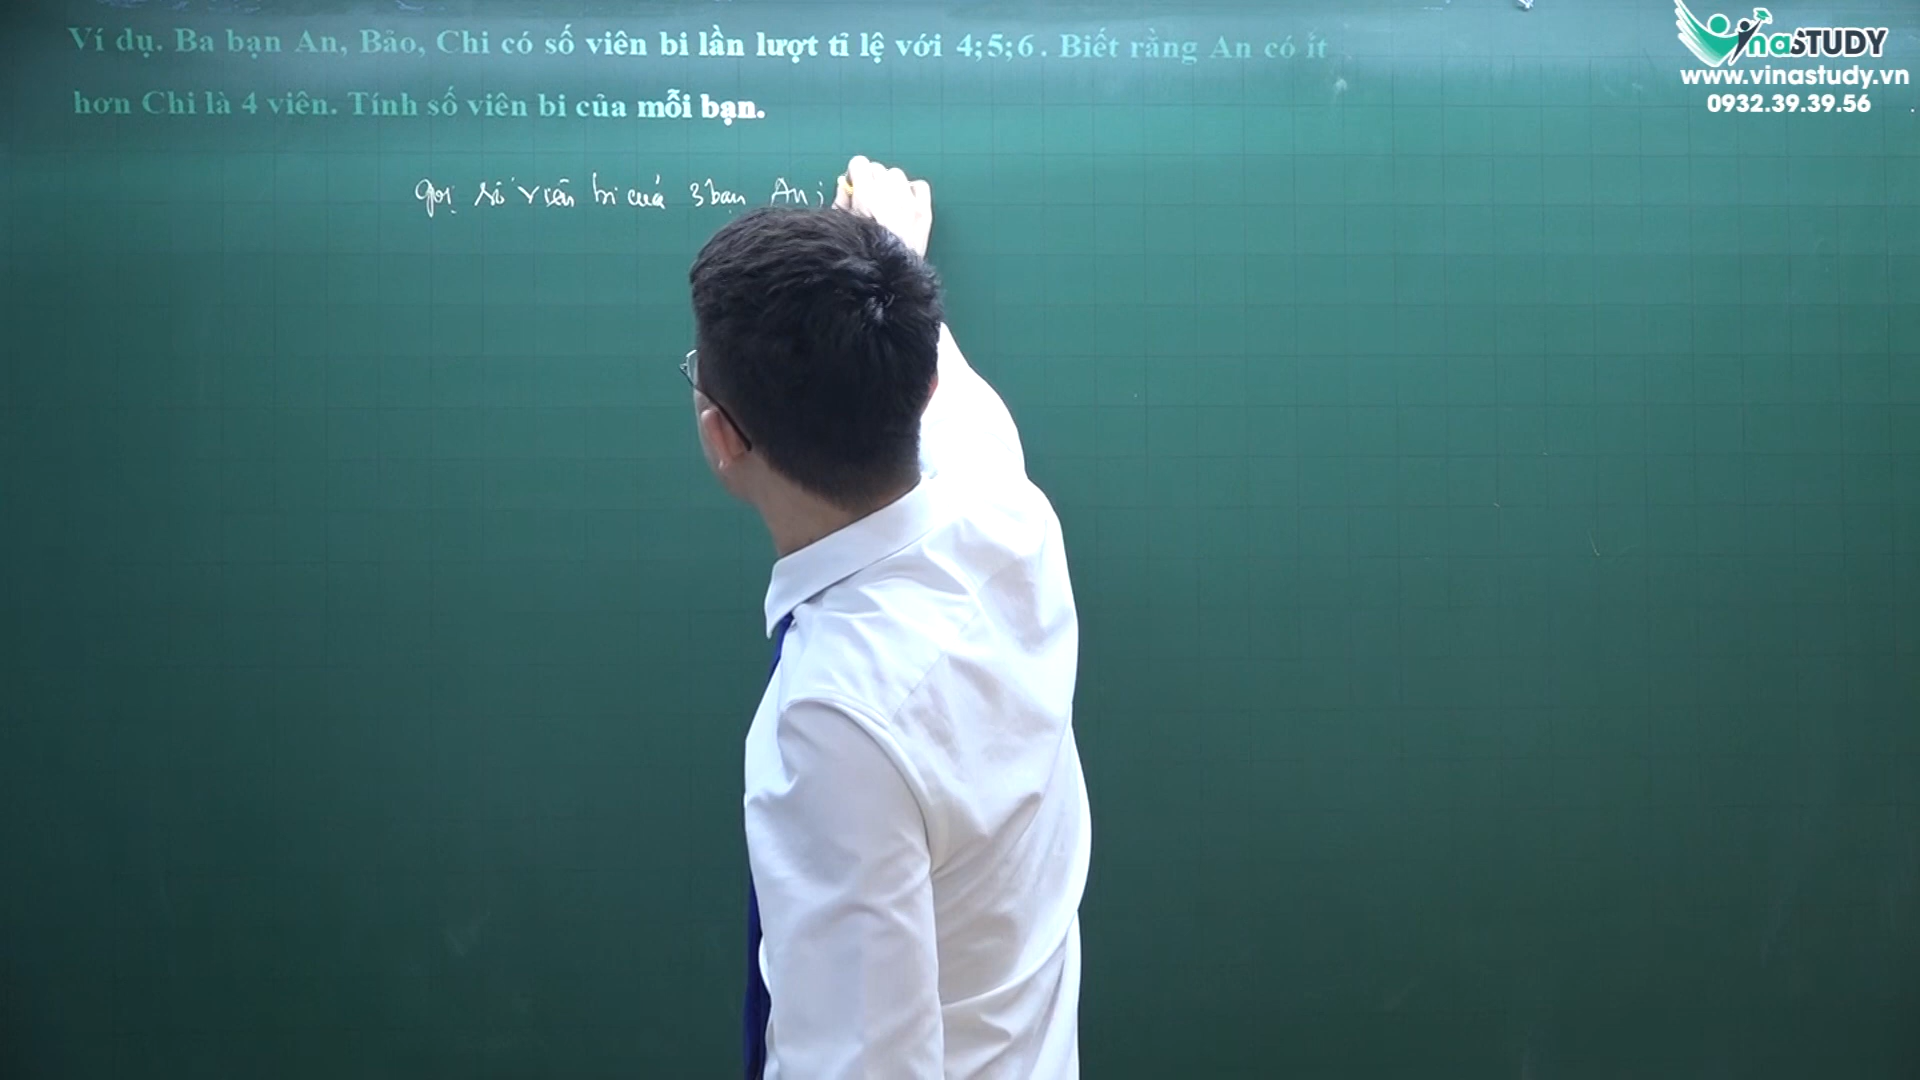 Ví dụ. Ba bạn An, Bảo, Chi có số viên bi lần lượt tỉ lệ với 4;5;6. Biết rằng An có ít
hơn Chi là 4 viên. Tính số viên bi của mỗi bạn.
Gọi số viên bi của 3 bạn An;
VinaSTUDY
www.vinastudy.vn
0932.39.39.56